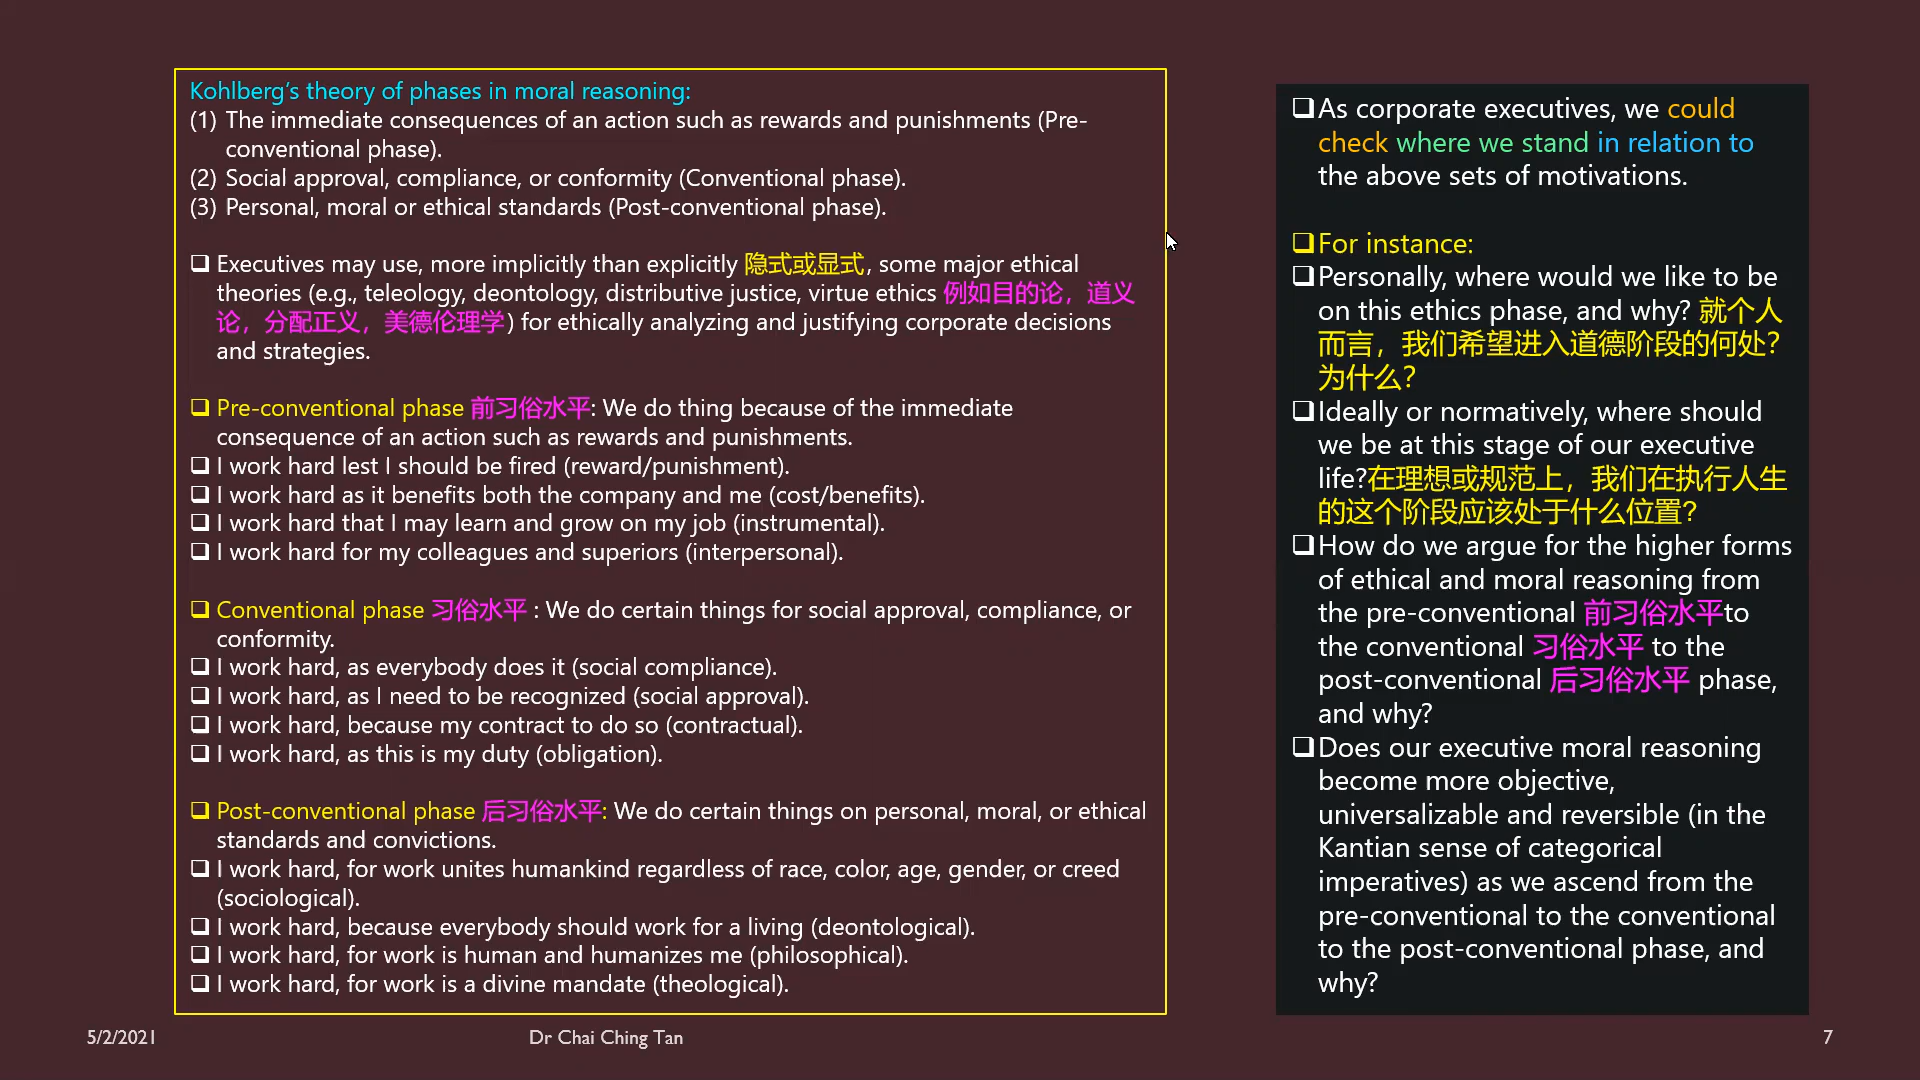 Kohlberg's theory of phases in moral reasoning:
(1) The immediate consequences of an action such as rewards and punishments (Pre-
conventional phase).
(2) Social approval, compliance, or conformity (Conventional phase).
(3) Personal, moral or ethical standards (Post-conventional phase).
❑ Executives may use, more implicitly than explicitly 隐式或显式, some major ethical
theories (e.g., teleology, deontology, distributive justice, virtue ethics 例如目的论，道义
论，分配正义，美德伦理学) for ethically analyzing and justifying corporate decisions
and strategies.
❑ Pre-conventional phase 前习俗水平: We do thing because of the immediate
consequence of an action such as rewards and punishments.
❑ I work hard lest I should be fired (reward/punishment).
❑ I work hard as it benefits both the company and me (cost/benefits).
❑ I work hard that I may learn and grow on my job (instrumental).
❑ I work hard for my colleagues and superiors (interpersonal).
❑ Conventional phase 习俗水平 : We do certain things for social approval, compliance, or
conformity.
❑ I work hard, as everybody does it (social compliance).
❑ I work hard, as I need to be recognized (social approval).
❑ I work hard, because my contract to do so (contractual).
❑ I work hard, as this is my duty (obligation).
❑ Post-conventional phase 后习俗水平: We do certain things on personal, moral, or ethical
standards and convictions.
❑ I work hard, for work unites humankind regardless of race, color, age, gender, or creed
(sociological).
❑ I work hard, because everybody should work for a living (deontological).
❑ I work hard, for work is human and humanizes me (philosophical).
❑ I work hard, for work is a divine mandate (theological).
❑As corporate executives, we could
check where we stand in relation to
the above sets of motivations.
❑For instance:
❑Personally, where would we like to be
on this ethics phase, and why? 就个人
而言，我们希望进入道德阶段的何处?
为什么?
❑Ideally or normatively, where should
we be at this stage of our executive
life?在理想或规范上，我们在执行人生
的这个阶段应该处于什么位置?
❑How do we argue for the higher forms
of ethical and moral reasoning from
the pre-conventional 前习俗水平to
the conventional 习俗水平 to the
post-conventional 后习俗水平 phase,
and why?
❑Does our executive moral reasoning
become more objective,
universalizable and reversible (in the
Kantian sense of categorical
imperatives) as we ascend from the
pre-conventional to the conventional
to the post-conventional phase, and
why?
5/2/2021
Dr Chai Ching Tan
7